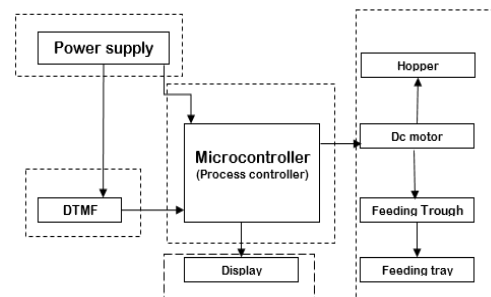 Power supply
Hopper
Microcontroller
(Process controller)
Dc motor
DTMF
Feeding Trough
Display
Feeding tray